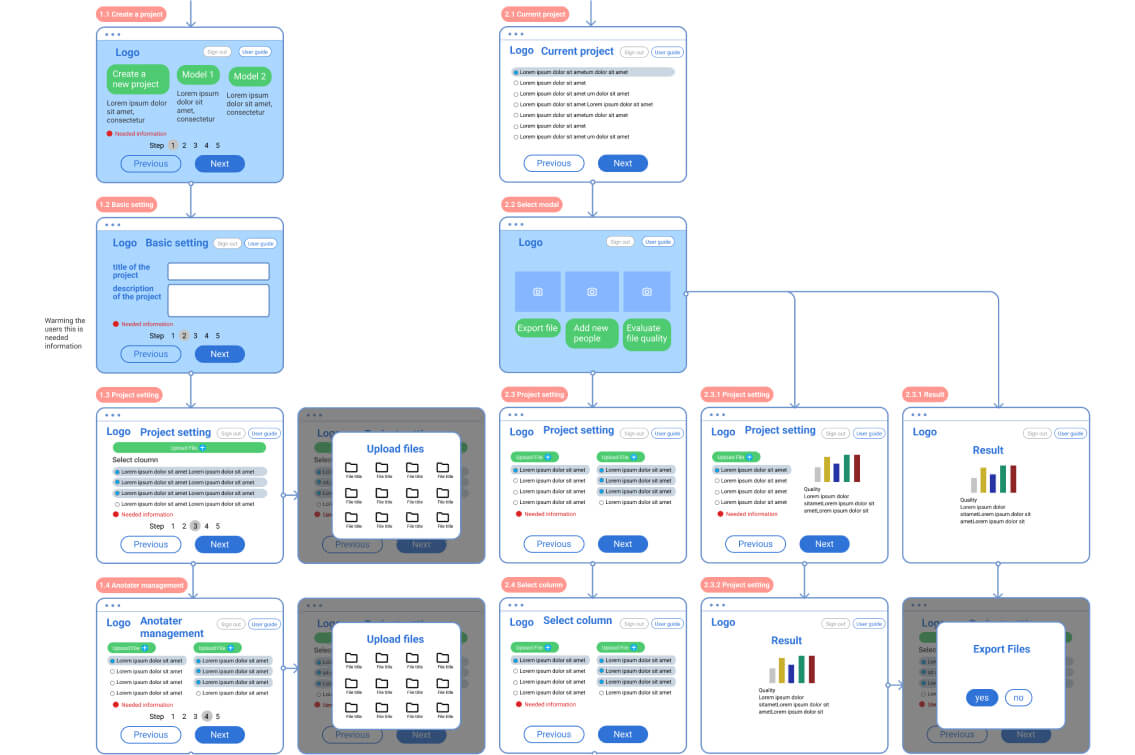 1.1 Create a project
Logo
Sign out
User guide
Create a
new project
Model 1
Model 2
Lorem ipsum dolor
sit amet,
consectetur
Lorem ipsum
dolor sit
amet,
consectetur
Lorem ipsum
dolor sit amet,
consectetur
Needed information
Step 1 2 3 4 5
Previous
Next
1.2 Basic setting
Logo
Basic setting
Sign out
User guide
title of the
project
description
of the project
Needed information
Step 1 2 3 4 5
Previous
Next
Warming the
users this is
needed
information
1.3 Project setting
Logo
Project setting
Sign out
User guide
Upload File +
Select cloumn
Lorem ipsum dolor sit amet Lorem ipsum dolor sit amet
Lorem ipsum dolor sit amet Lorem ipsum dolor sit amet
Lorem ipsum dolor sit amet Lorem ipsum dolor sit amet
Lorem ipsum dolor sit amet Lorem ipsum dolor sit amet
Needed information
Step 1 2 3 4 5
Previous
Next
Upload files
File title File title File title File title
File title File title File title File title
File title File title File title File title
Previous
Next
1.4 Anotater management
Logo
Anotater
management
Sign out
User guide
Upload File +
Upload File +
Lorem ipsum dolor sit amet
Lorem ipsum dolor sit amet
Lorem ipsum dolor sit amet
Lorem ipsum dolor sit amet
Lorem ipsum dolor sit amet
Lorem ipsum dolor sit amet
Lorem ipsum dolor sit amet
Lorem ipsum dolor sit amet
Needed information
Step 1 2 3 4 5
Previous
Next
Upload files
File title File title File title File title
File title File title File title File title
File title File title File title File title
Previous
Next
2.1 Current project
Logo
Current project
Sign out
User guide
Lorem ipsum dolor sit ametum dolor sit amet
Lorem ipsum dolor sit amet
Lorem ipsum dolor sit amet um dolor sit amet
Lorem ipsum dolor sit amet Lorem ipsum dolor sit amet
Lorem ipsum dolor sit ametum dolor sit amet
Lorem ipsum dolor sit amet
Lorem ipsum dolor sit amet um dolor sit amet
Previous
Next
2.2 Select modal
Logo
Sign out
User guide
Export file
Add new
people
Evaluate
file quality
2.3 Project setting
Logo
Project setting
Sign out
User guide
Upload File +
Upload File +
Lorem ipsum dolor sit amet
Lorem ipsum dolor sit amet
Lorem ipsum dolor sit amet
Lorem ipsum dolor sit amet
Lorem ipsum dolor sit amet
Lorem ipsum dolor sit amet
Lorem ipsum dolor sit amet
Lorem ipsum dolor sit amet
Needed information
Previous
Next
2.3.1 Project setting
Logo
Project setting
Sign out
User guide
Upload File +
Lorem ipsum dolor sit amet
Lorem ipsum dolor sit amet
Lorem ipsum dolor sit amet
Lorem ipsum dolor sit amet
Quality
Lorem ipsum dolor
sitametLorem ipsum dolor sit
ametLorem ipsum dolor sit
Needed information
Previous
Next
2.3.1 Result
Logo
Sign out
User guide
Result
Quality
Lorem ipsum dolor
sitametLorem ipsum dolor sit
ametLorem ipsum dolor sit
2.4 Select column
Logo
Select column
Sign out
User guide
Upload File +
Upload File +
Lorem ipsum dolor sit amet
Lorem ipsum dolor sit amet
Lorem ipsum dolor sit amet
Lorem ipsum dolor sit amet
Lorem ipsum dolor sit amet
Lorem ipsum dolor sit amet
Lorem ipsum dolor sit amet
Lorem ipsum dolor sit amet
Needed information
Previous
Next
2.3.2 Project setting
Logo
Sign out
User guide
Result
Quality
Lorem ipsum dolor
sitametLorem ipsum dolor sit
ametLorem ipsum dolor sit
Export Files
yes
no
Previous
Next